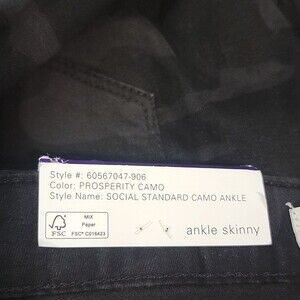 Style #: 60567047-906
Color: PROSPERITY CAMO
Style Name: SOCIAL STANDARD CAMO ANKLE
FSC
MIX
Paper
FSC® C016423
ankle skinny